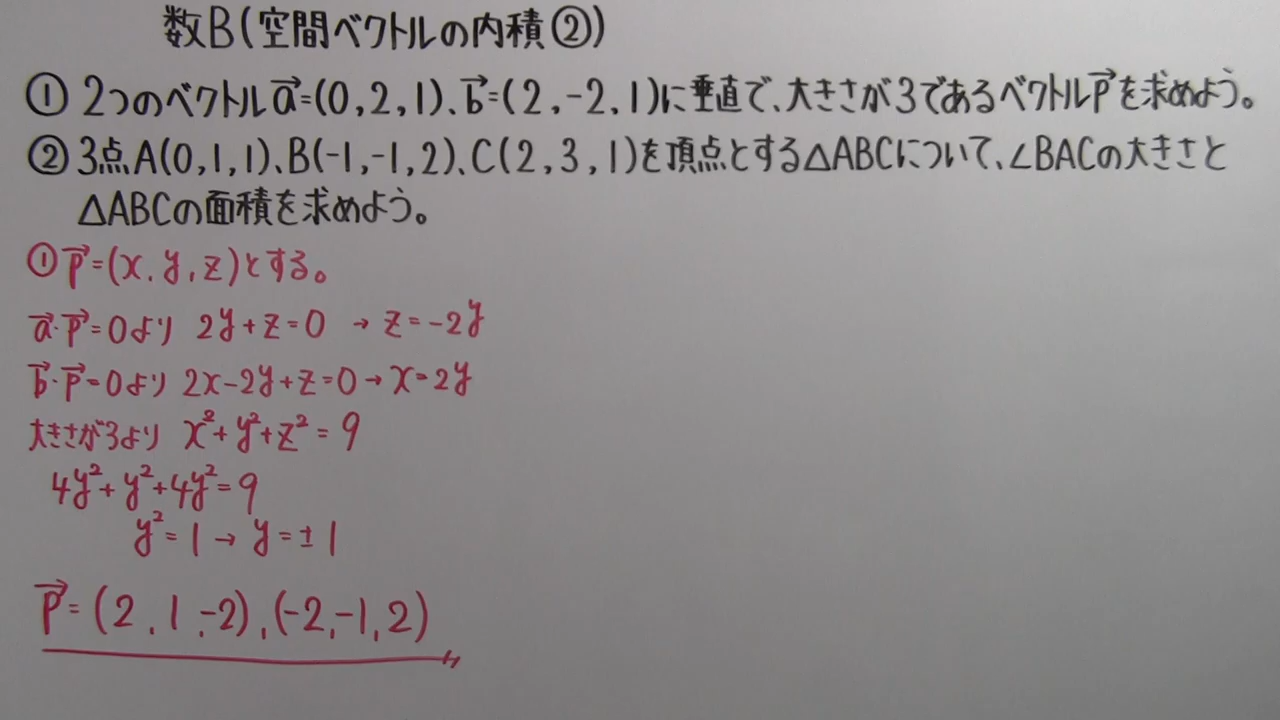 数B(空間ベクトルの内積②)
① 2つのベクトルa→=(0,2,1)、b→=(2,-2,1)に垂直で、大きさが3であるベクトルp→を求めよう。
② 3点A(0,1,1)、B(-1,-1,2)、C(2,3,1)を頂点とする△ABCについて、∠BACの大きさと
△ABCの面積を求めよう。
①p→=(x,y,z)とする。
a→・p→=0より 2y+z=0 → z=-2y
b→・p→=0より 2x-2y+z=0→x=2y
大きさが3より x²+y²+z²=9
4y²+y²+4y²=9
y²=1→y=±1
p→=(2,1,-2),(-2,-1,2)